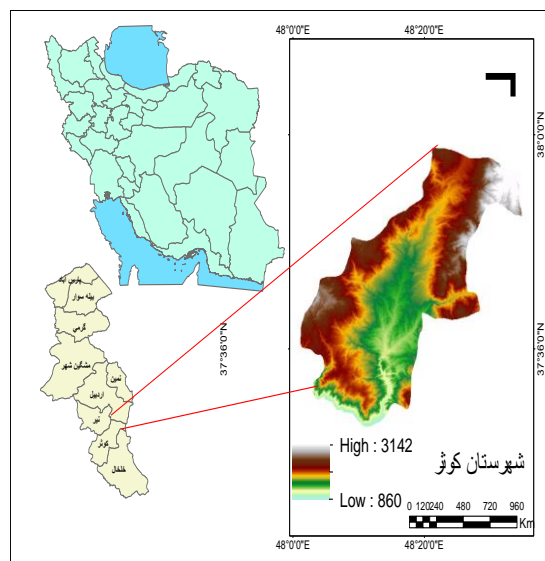 48°0'0"E
48°20'0"E
38°0'0"N
پارس آباد
بیله سوار
گرمی
مشگین شهر
نمین
اردبیل
نیر
کوثر
خلخال
37°36'0"N
37°36'0"N
High : 3142
Low : 860
شهرستان کوثر
0 120 240 480 720 960
Km
48°0'0"E
48°20'0"E